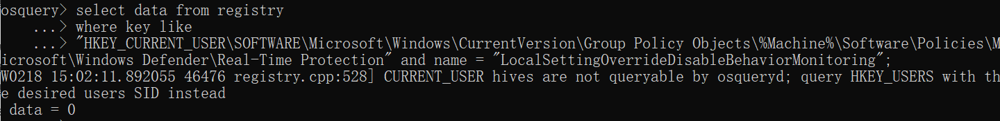 osquery> select data from registry
...> where key like
...> "HKEY_CURRENT_USER\SOFTWARE\Microsoft\Windows\CurrentVersion\Group Policy Objects\%Machine%\Software\Policies\M
icrosoft\Windows Defender\Real-Time Protection" and name = "LocalSettingOverrideDisableBehaviorMonitoring";
W0218 15:02:11.892055 46476 registry.cpp:528] CURRENT_USER hives are not queryable by osqueryd; query HKEY_USERS with th
e desired users SID instead
data = 0